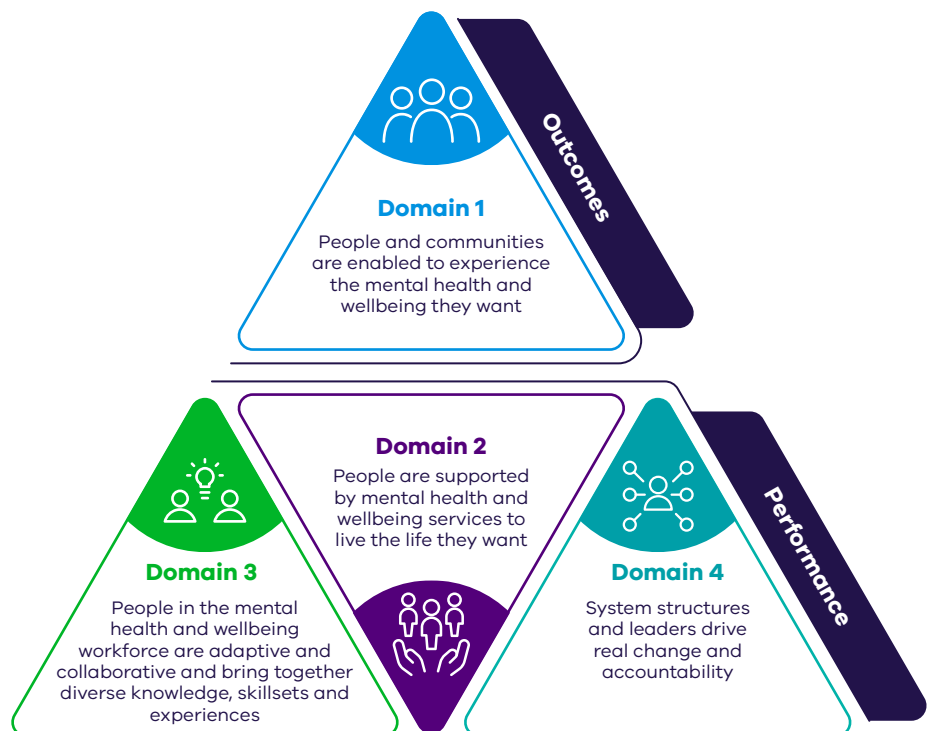 Outcomes
Domain 1
People and communities
are enabled to experience
the mental health and
wellbeing they want
Domain 2
People are supported
by mental health and
wellbeing services to
live the life they want
Performance
Domain 3
People in the mental
health and wellbeing
workforce are adaptive and
collaborative and bring together
diverse knowledge, skillsets and
experiences
Domain 4
System structures
and leaders drive
real change and
accountability